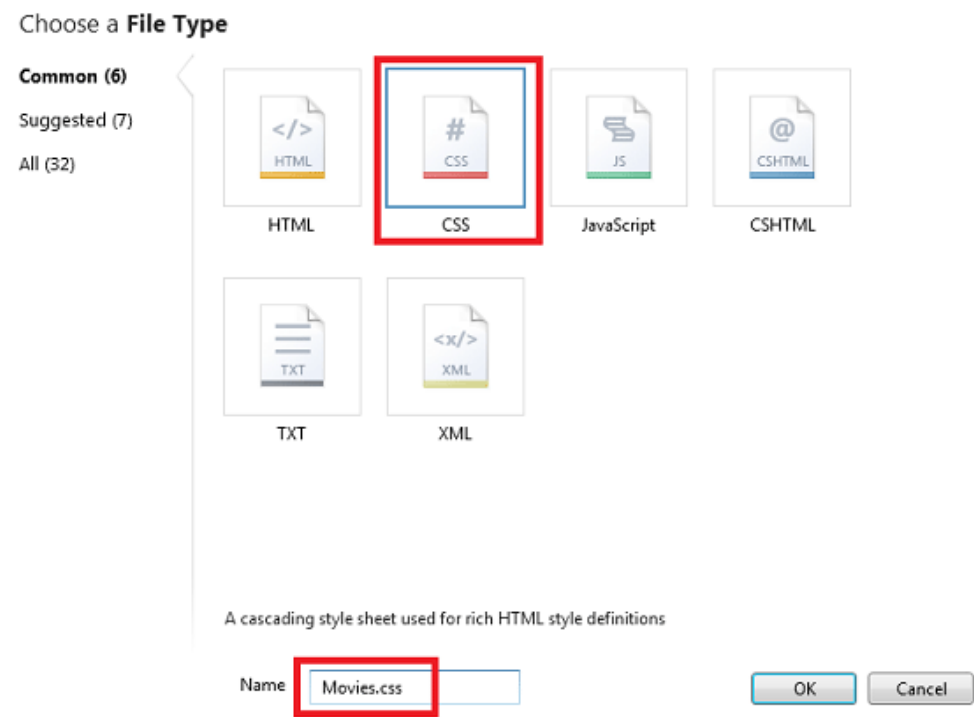 Choose a File Type
Common (6)
Suggested (7)
All (32)
</>
HTML
HTML
#
CSS
CSS
JS
JavaScript
@
CSHTML
CSHTML
TXT
TXT
<x/>
XML
XML
A cascading style sheet used for rich HTML style definitions
Name
Movies.css
OK
Cancel